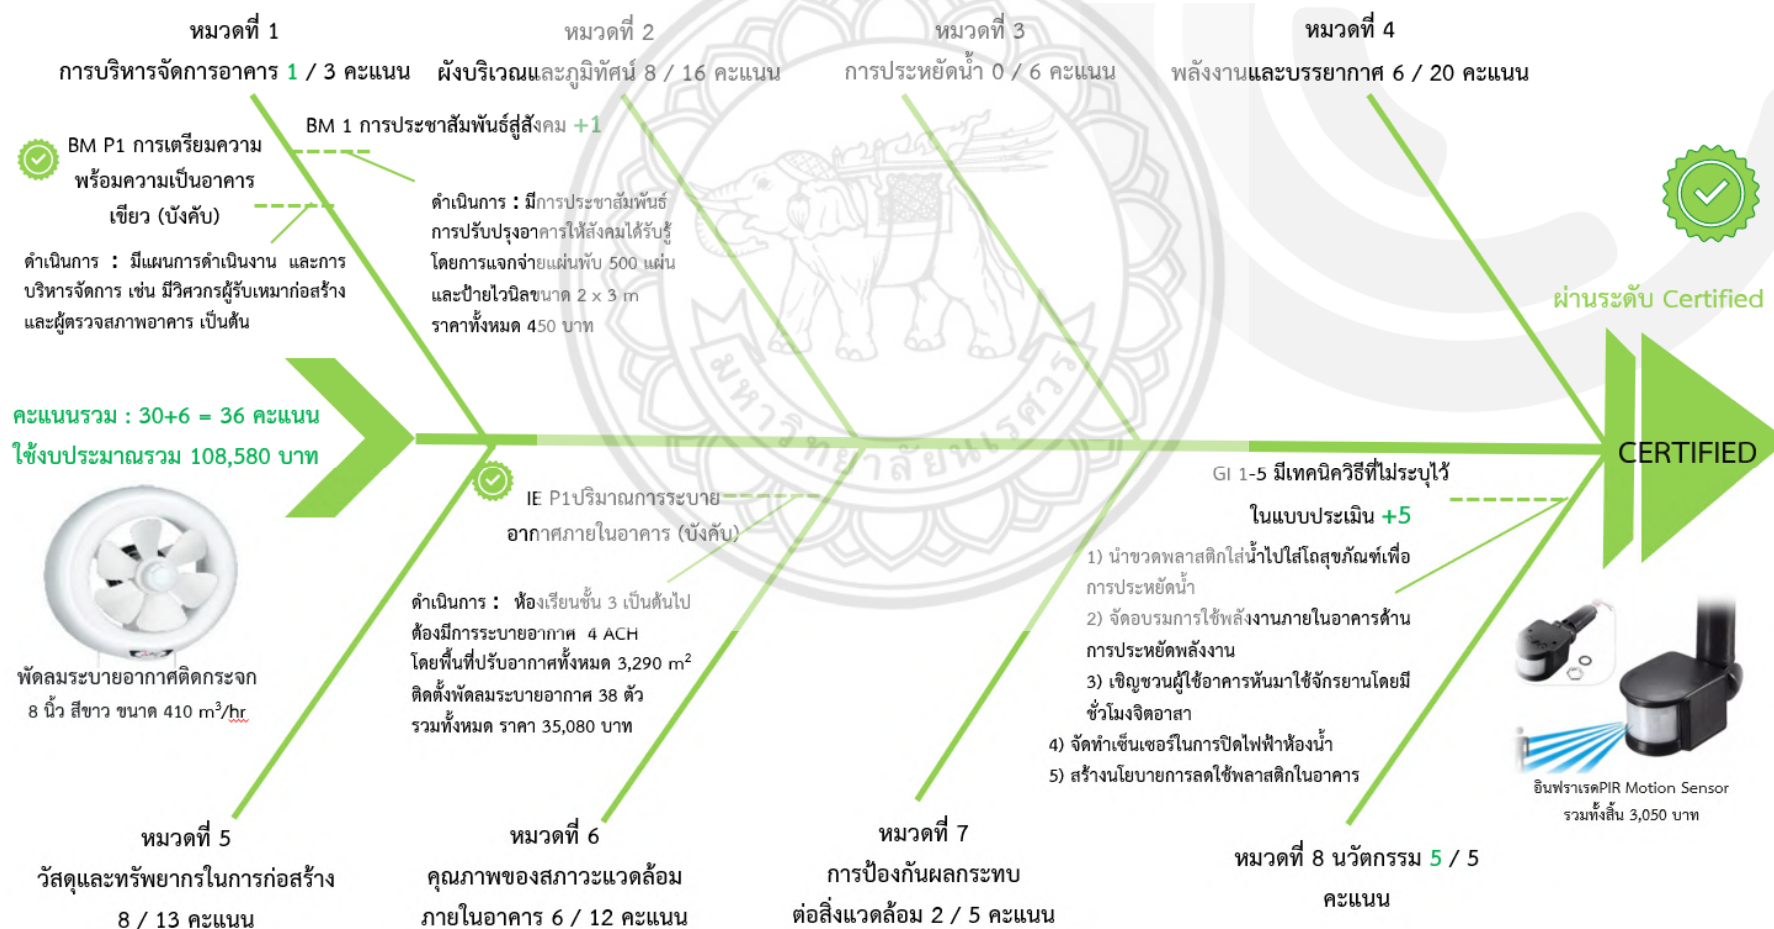 หมวดที่ 1
การบริหารจัดการอาคาร 1 / 3 คะแนน
หมวดที่ 2
ผังบริเวณและภูมิทัศน์ 8 / 16 คะแนน
หมวดที่ 3
การประหยัดน้ำ 0 / 6 คะแนน
หมวดที่ 4
พลังงานและบรรยากาศ 6 / 20 คะแนน
BM P1 การเตรียมความ
พร้อมความเป็นอาคาร
เขียว (บังคับ)
ดำเนินการ : มีแผนการดำเนินงาน และการ
บริหารจัดการ เช่น มีวิศวกรผู้รับเหมาก่อสร้าง
และผู้ตรวจสภาพอาคาร เป็นต้น
BM 1 การประชาสัมพันธ์สู่สังคม +1
ดำเนินการ : มีการประชาสัมพันธ์
การปรับปรุงอาคารให้สังคมได้รับรู้
โดยการแจกจ่ายแผ่นพับ 500 แผ่น
และป้ายไวนิลขนาด 2 x 3 m
ราคาทั้งหมด 450 บาท
มหาวิทยาลัยนเรศวร
ผ่านระดับ Certified
CERTIFIED
คะแนนรวม : 30+6 = 36 คะแนน
ใช้งบประมาณรวม 108,580 บาท
พัดลมระบายอากาศติดกระจก
8 นิ้ว สีขาว ขนาด 410 m³/hr
IE P1ปริมาณการระบาย
อากาศภายในอาคาร (บังคับ)
ดำเนินการ : ห้องเรียนชั้น 3 เป็นต้นไป
ต้องมีการระบายอากาศ 4 ACH
โดยพื้นที่ปรับอากาศทั้งหมด 3,290 m²
ติดตั้งพัดลมระบายอากาศ 38 ตัว
รวมทั้งหมด ราคา 35,080 บาท
GI 1-5 มีเทคนิควิธีที่ไม่ระบุไว้
ในแบบประเมิน +5
1) นำขวดพลาสติกใส่น้ำไปใส่โถสุขภัณฑ์เพื่อ
การประหยัดน้ำ
2) จัดอบรมการใช้พลังงานภายในอาคารด้าน
การประหยัดพลังงาน
3) เชิญชวนผู้ใช้อาคารหันมาใช้จักรยานโดยมี
ชั่วโมงจิตอาสา
4) จัดทำเซ็นเซอร์ในการปิดไฟฟ้าห้องน้ำ
5) สร้างนโยบายการลดใช้พลาสติกในอาคาร
อินฟราเรดPIR Motion Sensor
รวมทั้งสิ้น 3,050 บาท
หมวดที่ 5
วัสดุและทรัพยากรในการก่อสร้าง
8 / 13 คะแนน
หมวดที่ 6
คุณภาพของสภาวะแวดล้อม
ภายในอาคาร 6 / 12 คะแนน
หมวดที่ 7
การป้องกันผลกระทบ
ต่อสิ่งแวดล้อม 2 / 5 คะแนน
หมวดที่ 8 นวัตกรรม 5 / 5
คะแนน